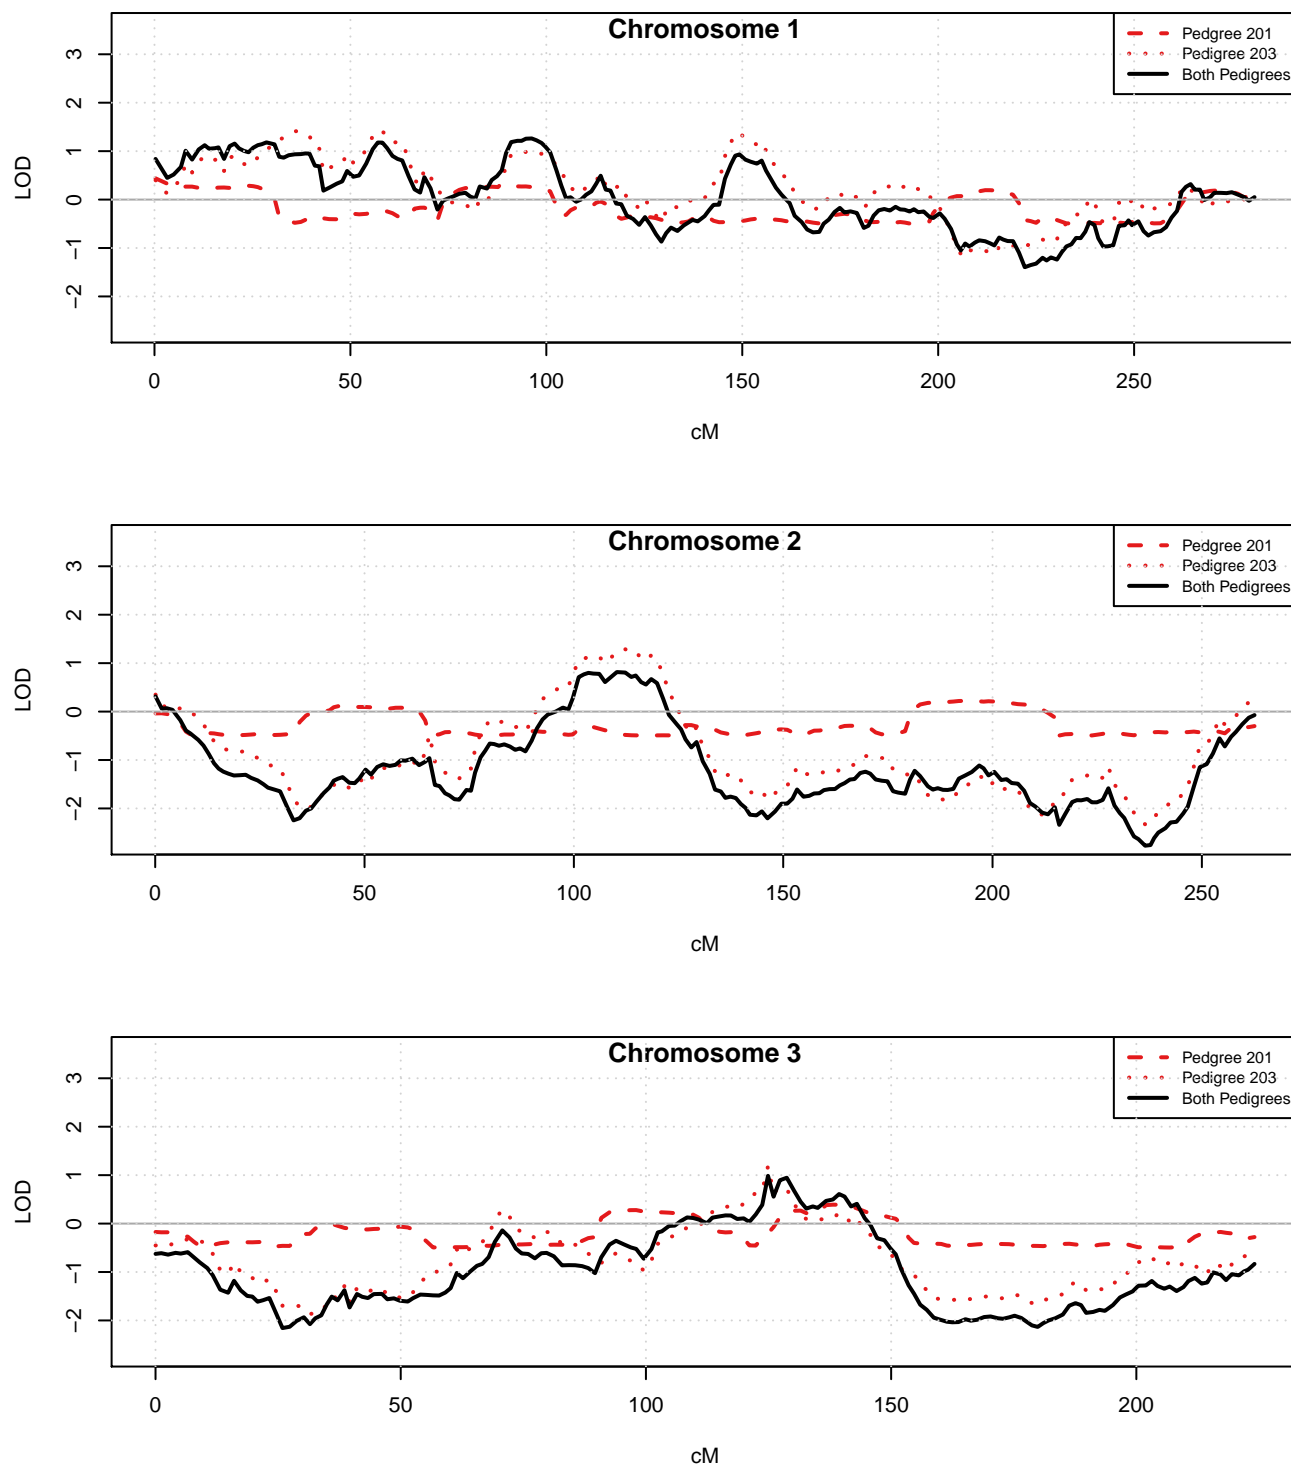 Chromosome 1
Pedgree 201
Pedigree 203
Both Pedigrees
LOD
3
2
1
0
−1
−2
0 50 100 150 200 250
cM
Chromosome 2
Pedgree 201
Pedigree 203
Both Pedigrees
LOD
3
2
1
0
−1
−2
0 50 100 150 200 250
cM
Chromosome 3
Pedgree 201
Pedigree 203
Both Pedigrees
LOD
3
2
1
0
−1
−2
0 50 100 150 200
cM